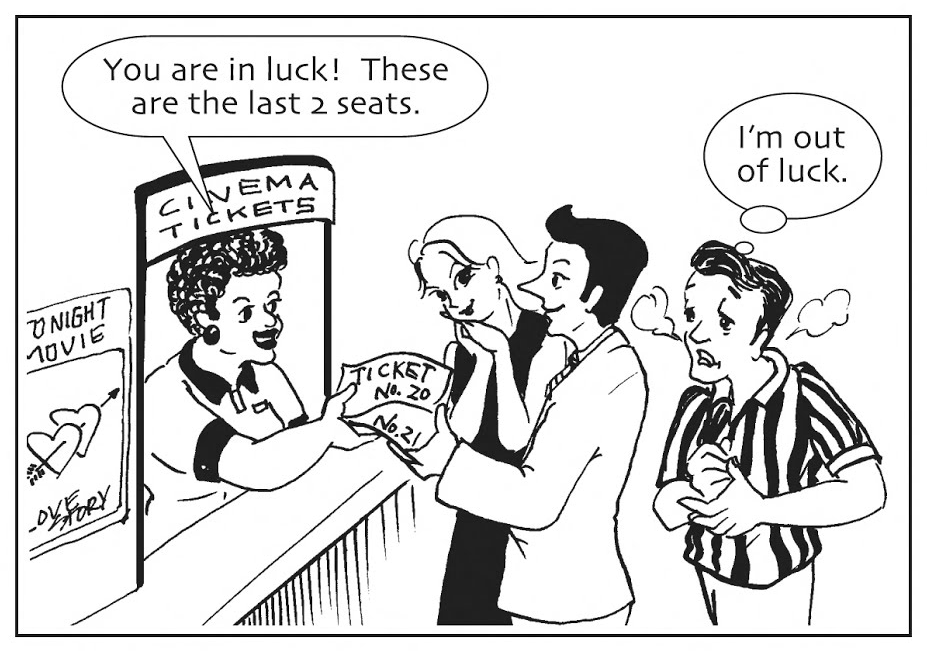 You are in luck! These
are the last 2 seats.
I'm out
of luck.
CINEMA
TICKETS
TONIGHT
MOVIE
TICKET
No. 20
No. 21
LOVE
STORY